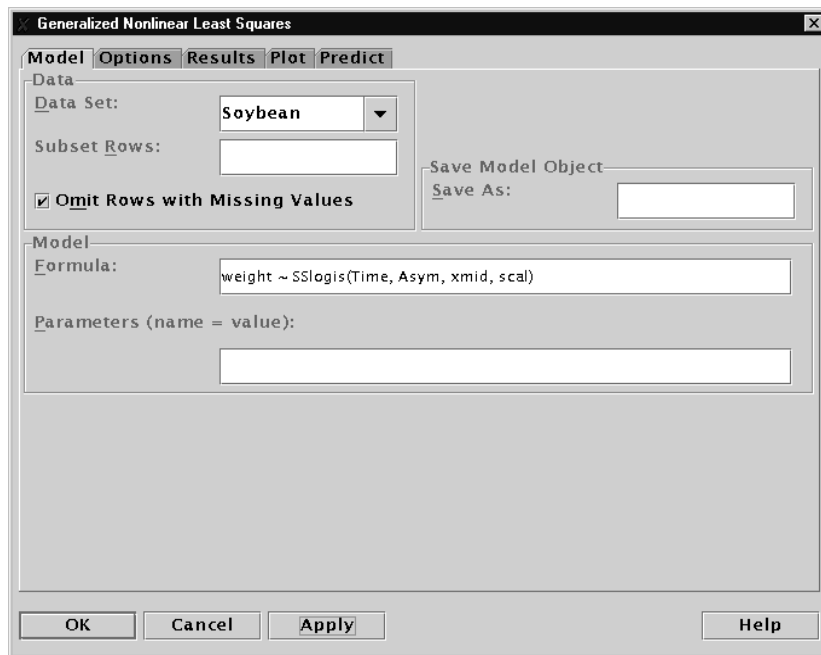 Generalized Nonlinear Least Squares
Model Options Results Plot Predict
Data
Data Set:
Soybean
Subset Rows:
Omit Rows with Missing Values
Save Model Object
Save As:
Model
Formula:
weight ~ SSlogis(Time, Asym, xmid, scal)
Parameters (name = value):
OK Cancel Apply Help